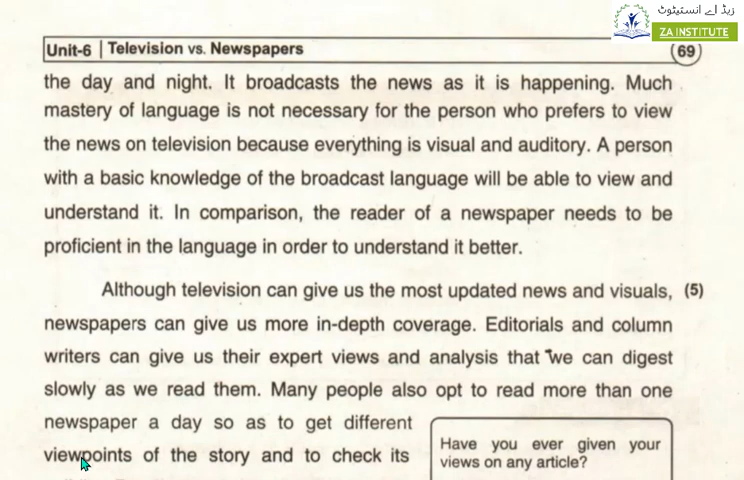 زیڈ اے انسٹیٹوٹ
ZA INSTITUTE
Unit-6 | Television vs. Newspapers
69
the day and night. It broadcasts the news as it is happening. Much
mastery of language is not necessary for the person who prefers to view
the news on television because everything is visual and auditory. A person
with a basic knowledge of the broadcast language will be able to view and
understand it. In comparison, the reader of a newspaper needs to be
proficient in the language in order to understand it better.
Although television can give us the most updated news and visuals, (5)
newspapers can give us more in-depth coverage. Editorials and column
writers can give us their expert views and analysis that we can digest
slowly as we read them. Many people also opt to read more than one
newspaper a day so as to get different
viewpoints of the story and to check its
Have you ever given your
views on any article?